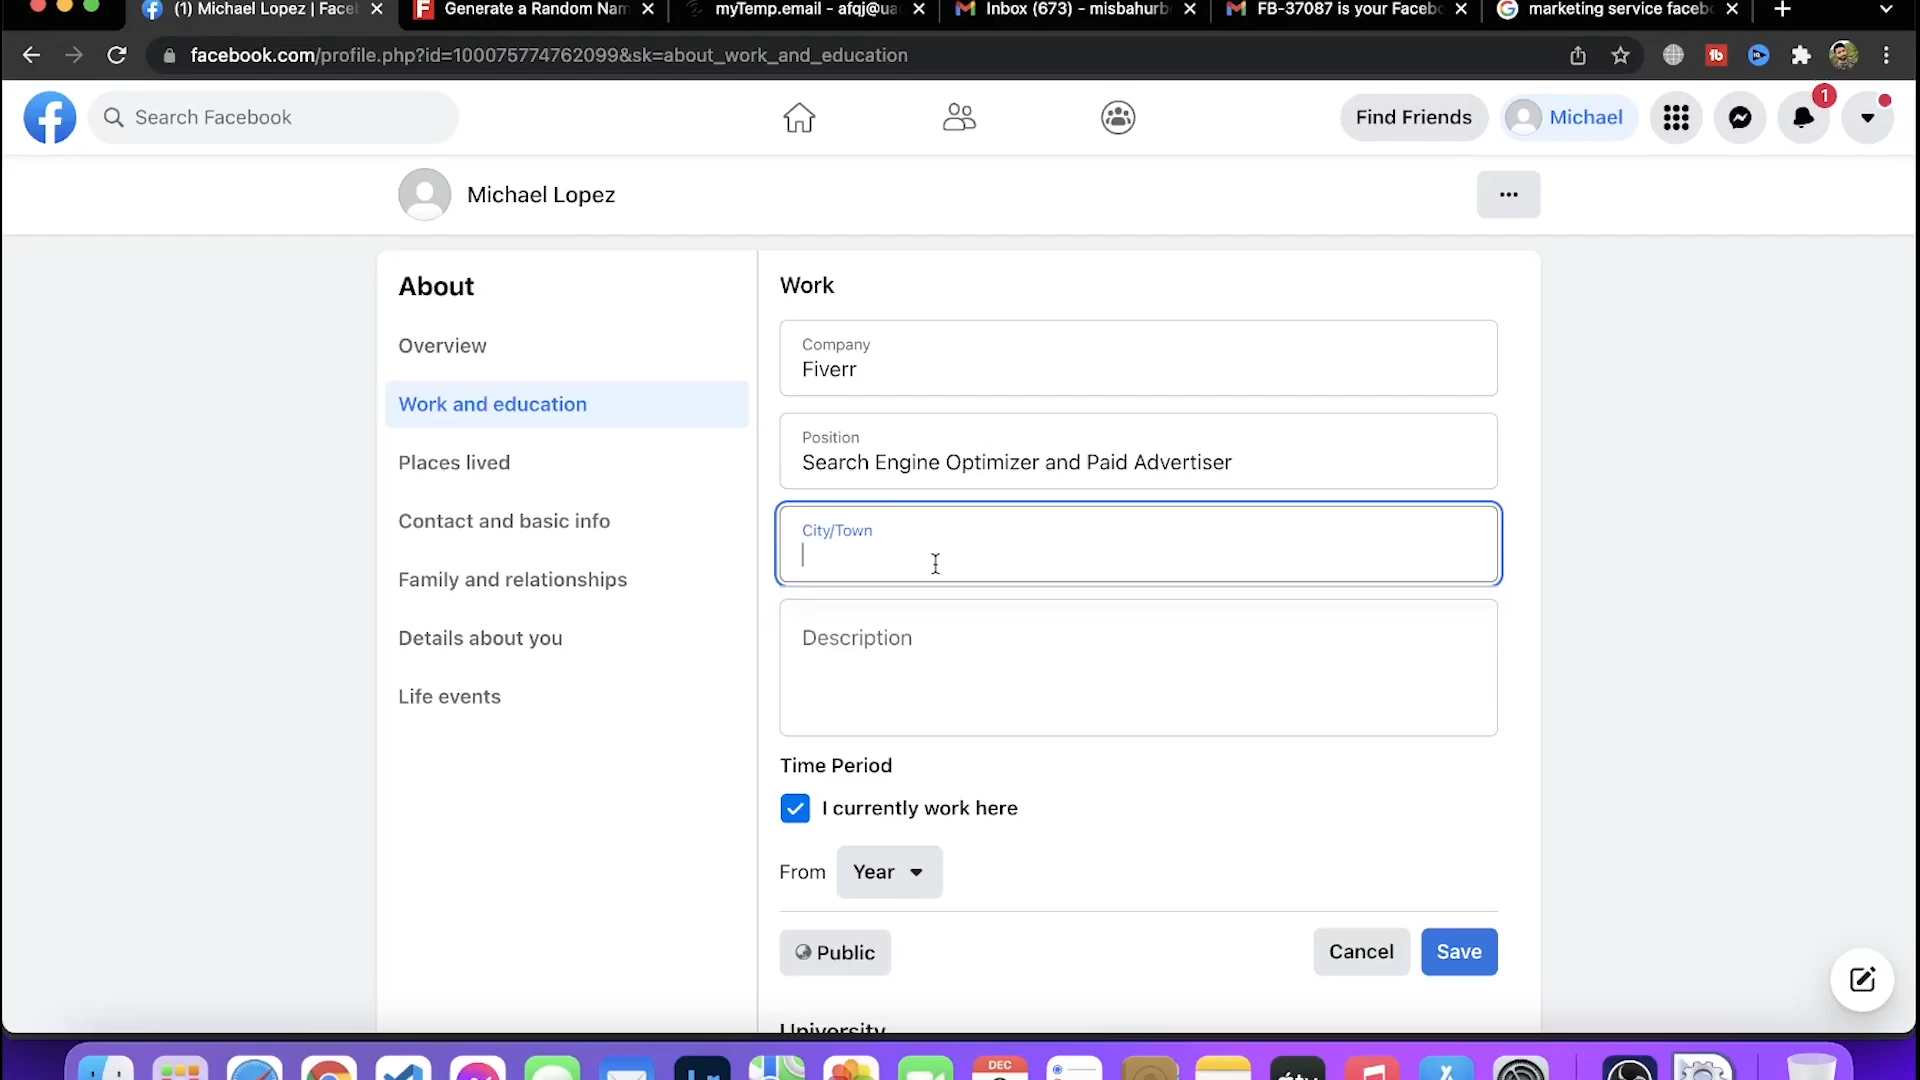 (1) Michael Lopez | Facel
Generate a Random Nam
myTemp.email - afqj@ua
Inbox (673) - misbahurb
FB-37087 is your Facebo
marketing service faceb
facebook.com/profile.php?id=100075774762099&sk=about_work_and_education
Search Facebook
Find Friends
Michael
1
Michael Lopez
About
Overview
Work and education
Places lived
Contact and basic info
Family and relationships
Details about you
Life events
Work
Company
Fiverr
Position
Search Engine Optimizer and Paid Advertiser
City/Town
Description
Time Period
I currently work here
From
Year
Public
Cancel
Save
University
DEC